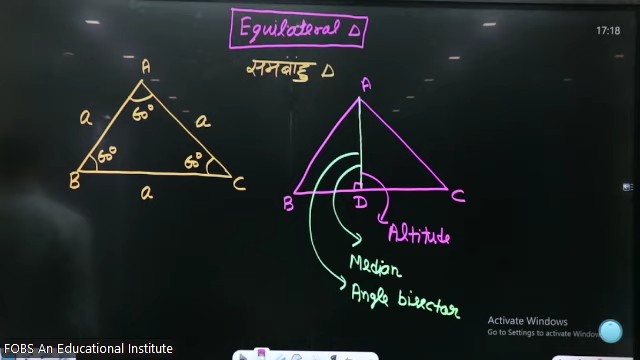 Equilateral Δ
17:18
समबाहु Δ
A
a
60°
a
60°
60°
B
a
C
A
B
D
C
Altitude
Median
Angle bisector
Activate Windows
Go to Settings to activate Windows.
FOBS An Educational Institute